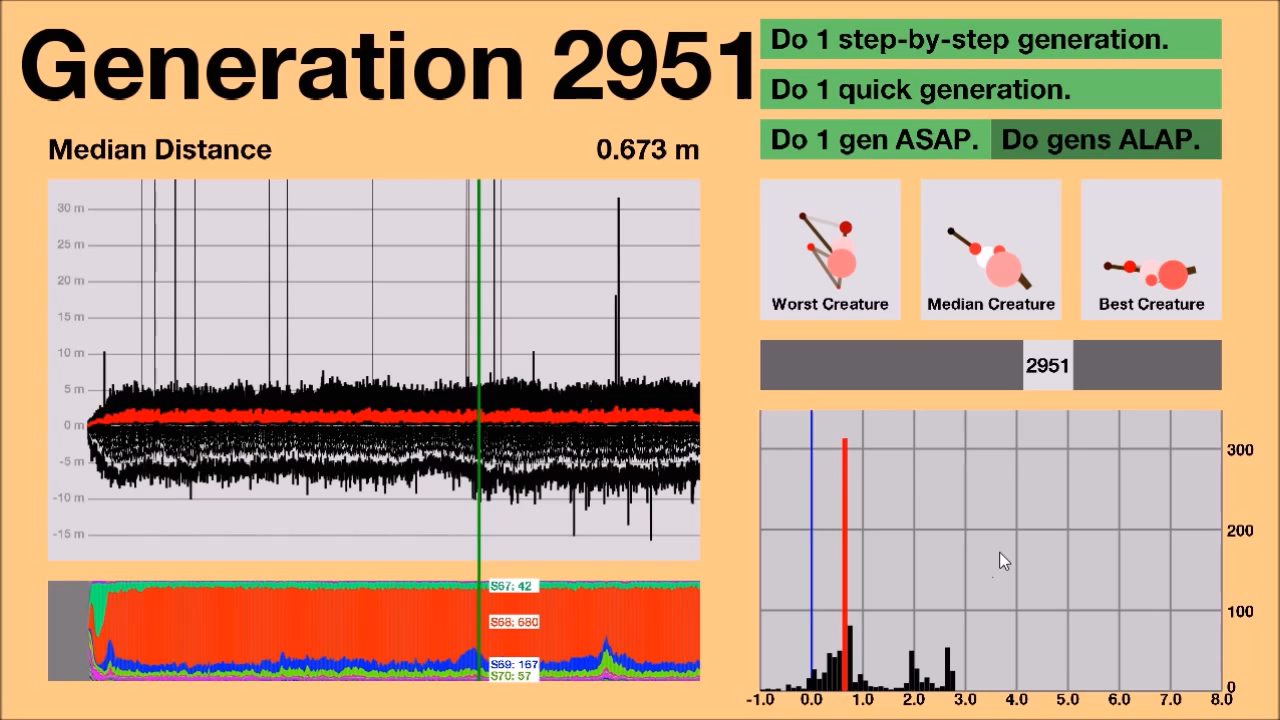 Generation 2951
Do 1 step-by-step generation.
Do 1 quick generation.
Do 1 gen ASAP. Do gens ALAP.
Median Distance 0.673 m
30 m
25 m
20 m
15 m
10 m
5 m
0 m
-5 m
-10 m
-15 m
S67: 42
S68: 680
S69: 167
S70: 57
Worst Creature Median Creature Best Creature
2951
300
200
100
0
-1.0 0.0 1.0 2.0 3.0 4.0 5.0 6.0 7.0 8.0